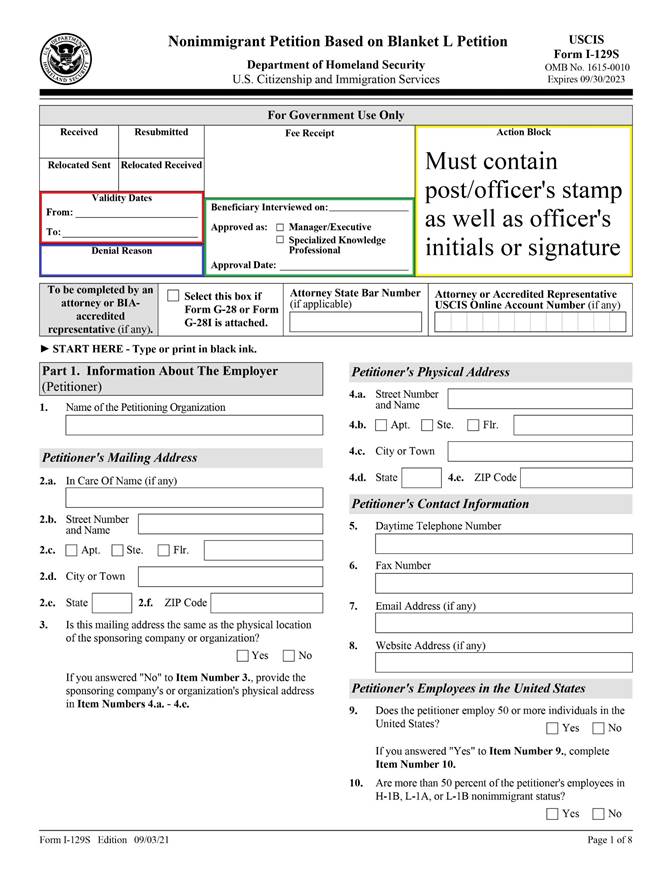 Nonimmigrant Petition Based on Blanket L Petition
Department of Homeland Security
U.S. Citizenship and Immigration Services
USCIS
Form I-129S
OMB No. 1615-0010
Expires 09/30/2023
For Government Use Only
Received
Resubmitted
Relocated Sent
Relocated Received
Validity Dates
From:
To:
Denial Reason
Fee Receipt
Beneficiary Interviewed on:
Approved as:
Manager/Executive
Specialized Knowledge
Professional
Approval Date:
Action Block
Must contain
post/officer's stamp
as well as officer's
initials or signature
To be completed by an
attorney or BIA-
accredited
representative (if any).
Select this box if
Form G-28 or Form
G-28I is attached.
Attorney State Bar Number
(if applicable)
Attorney or Accredited Representative
USCIS Online Account Number (if any)
► START HERE - Type or print in black ink.
Part 1. Information About The Employer
(Petitioner)
1. Name of the Petitioning Organization
Petitioner's Mailing Address
2.a. In Care Of Name (if any)
2.b. Street Number
and Name
2.c. Apt. Ste. Flr.
2.d. City or Town
2.e. State 2.f. ZIP Code
3. Is this mailing address the same as the physical location
of the sponsoring company or organization?
Yes No
If you answered "No" to Item Number 3., provide the
sponsoring company's or organization's physical address
in Item Numbers 4.a. - 4.e.
Petitioner's Physical Address
4.a. Street Number
and Name
4.b. Apt. Ste. Flr.
4.c. City or Town
4.d. State 4.e. ZIP Code
Petitioner's Contact Information
5. Daytime Telephone Number
6. Fax Number
7. Email Address (if any)
8. Website Address (if any)
Petitioner's Employees in the United States
9. Does the petitioner employ 50 or more individuals in the
United States?
Yes No
If you answered "Yes" to Item Number 9., complete
Item Number 10.
10. Are more than 50 percent of the petitioner's employees in
H-1B, L-1A, or L-1B nonimmigrant status?
Yes No
Form I-129S Edition 09/03/21
Page 1 of 8